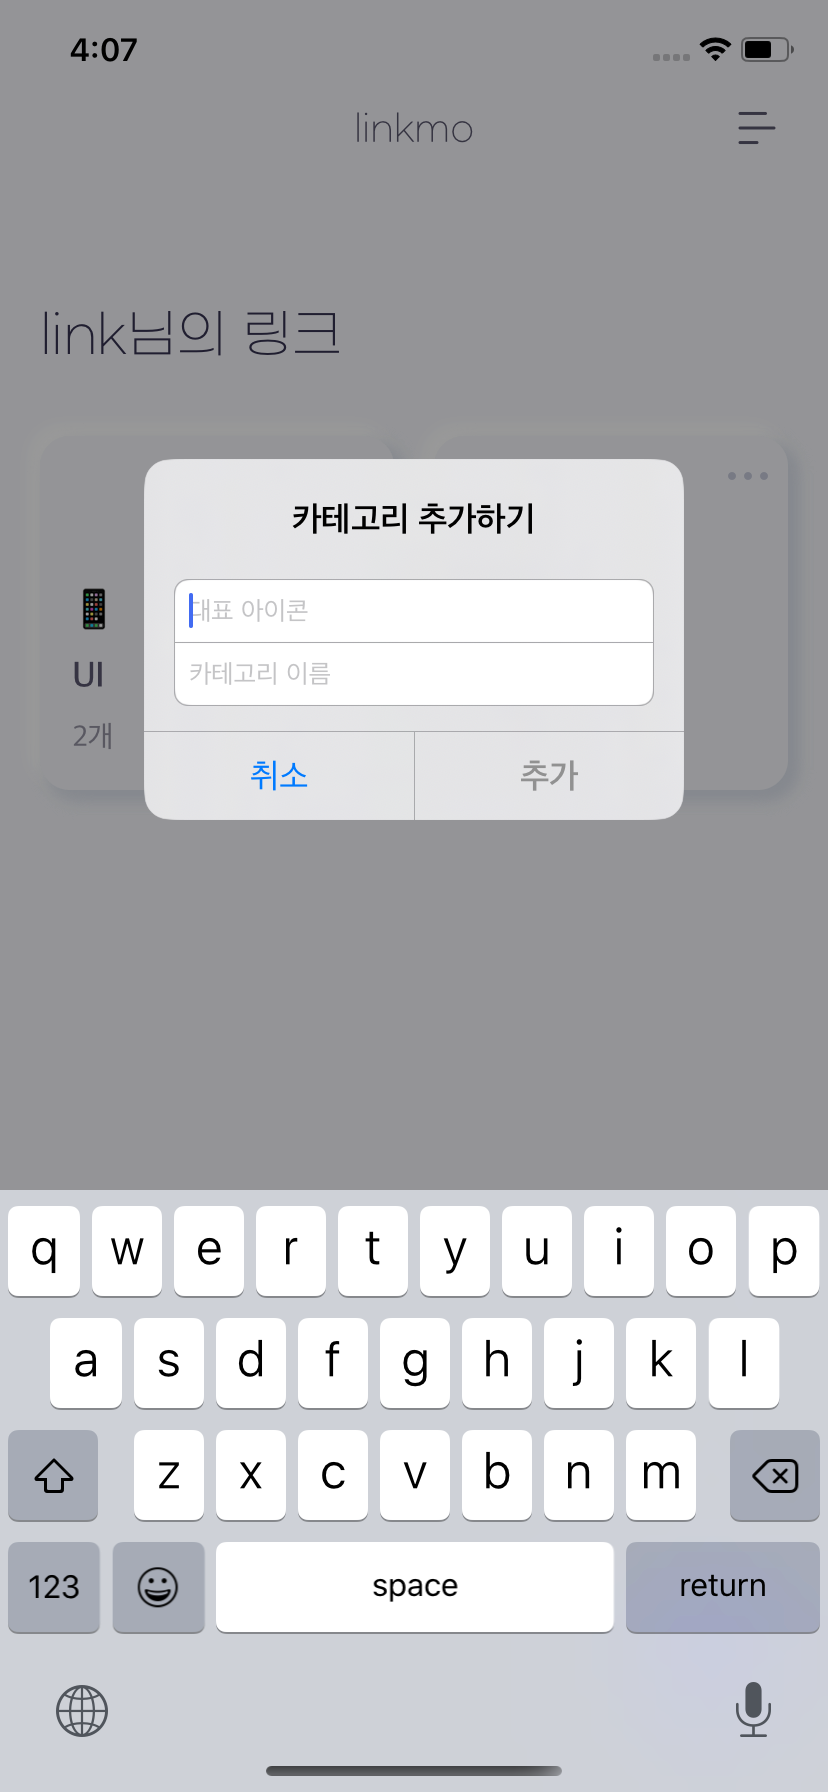 4:07
linkmo
link님의 링크
카테고리 추가하기
대표 아이콘
카테고리 이름
UI
2개
취소 추가
q w e r t y u i o p
a s d f g h j k l
z x c v b n m
123 space return